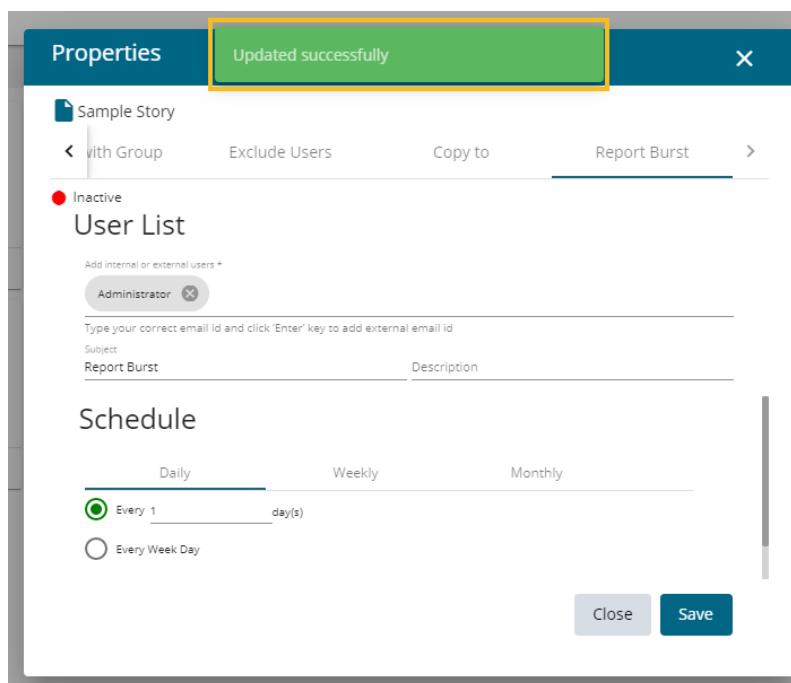 Properties
Updated successfully
Sample Story
with Group Exclude Users Copy to Report Burst
Inactive
User List
Add internal or external users *
Administrator
Type your correct email id and click 'Enter' key to add external email id
Subject
Report Burst Description
Schedule
Daily Weekly Monthly
Every 1 day(s)
Every Week Day
Close Save